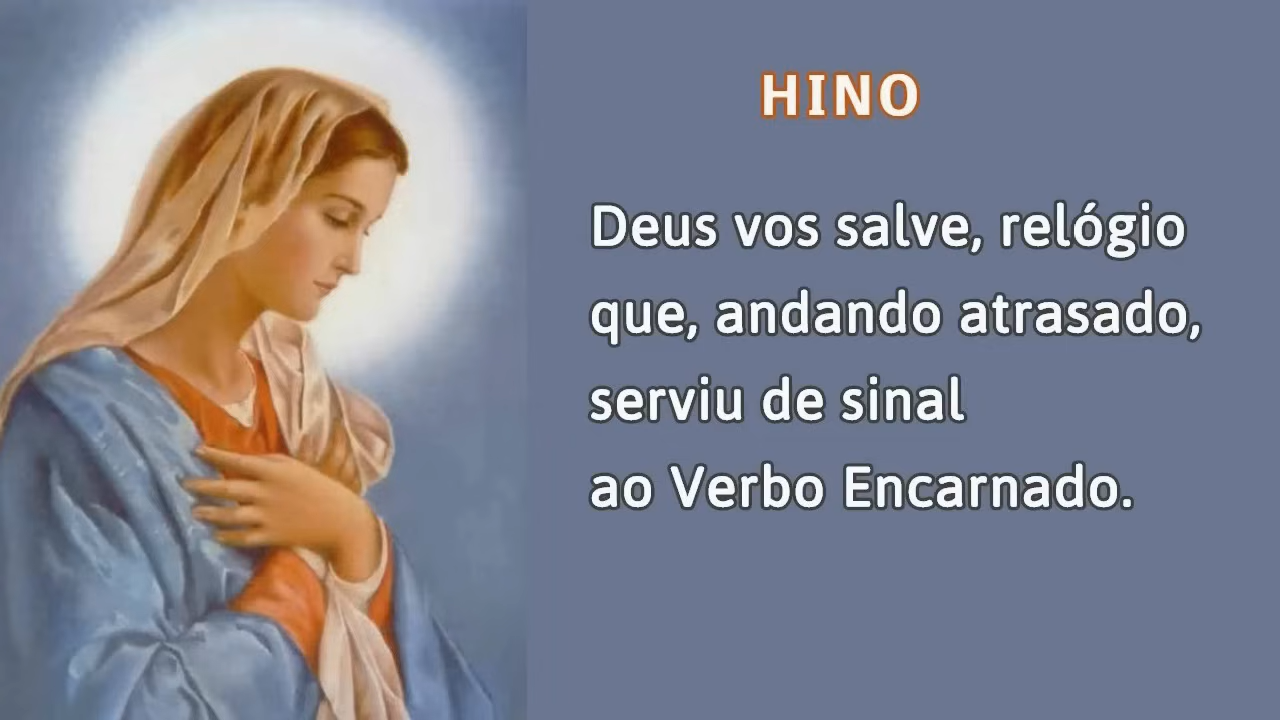 HINO
Deus vos salve, relógio
que, andando atrasado,
serviu de sinal
ao Verbo Encarnado.